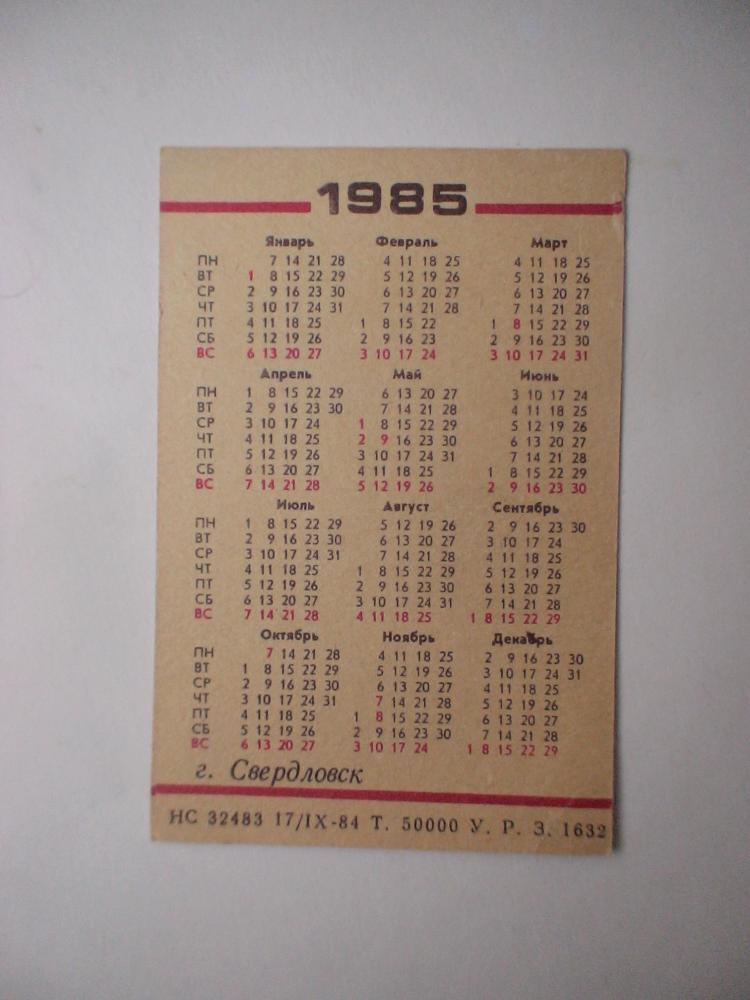 1985
Январь Февраль Март
ПН 7 14 21 28 4 11 18 25 4 11 18 25
ВТ 1 8 15 22 29 5 12 19 26 5 12 19 26
СР 2 9 16 23 30 6 13 20 27 6 13 20 27
ЧТ 3 10 17 24 31 7 14 21 28 7 14 21 28
ПТ 4 11 18 25 1 8 15 22 1 8 15 22 29
СБ 5 12 19 26 2 9 16 23 2 9 16 23 30
ВС 6 13 20 27 3 10 17 24 3 10 17 24 31
Апрель Май Июнь
ПН 1 8 15 22 29 6 13 20 27 3 10 17 24
ВТ 2 9 16 23 30 7 14 21 28 4 11 18 25
СР 3 10 17 24 1 8 15 22 29 5 12 19 26
ЧТ 4 11 18 25 2 9 16 23 30 6 13 20 27
ПТ 5 12 19 26 3 10 17 24 31 7 14 21 28
СБ 6 13 20 27 4 11 18 25 1 8 15 22 29
ВС 7 14 21 28 5 12 19 26 2 9 16 23 30
Июль Август Сентябрь
ПН 1 8 15 22 29 5 12 19 26 2 9 16 23 30
ВТ 2 9 16 23 30 6 13 20 27 3 10 17 24
СР 3 10 17 24 31 7 14 21 28 4 11 18 25
ЧТ 4 11 18 25 1 8 15 22 29 5 12 19 26
ПТ 5 12 19 26 2 9 16 23 30 6 13 20 27
СБ 6 13 20 27 3 10 17 24 31 7 14 21 28
ВС 7 14 21 28 4 11 18 25 1 8 15 22 29
Октябрь Ноябрь Декабрь
ПН 7 14 21 28 4 11 18 25 2 9 16 23 30
ВТ 1 8 15 22 29 5 12 19 26 3 10 17 24 31
СР 2 9 16 23 30 6 13 20 27 4 11 18 25
ЧТ 3 10 17 24 31 7 14 21 28 5 12 19 26
ПТ 4 11 18 25 1 8 15 22 29 6 13 20 27
СБ 5 12 19 26 2 9 16 23 30 7 14 21 28
ВС 6 13 20 27 3 10 17 24 1 8 15 22 29
г. Свердловск
НС 32483 17/IX-84 Т. 50000 У. Р. З. 1632